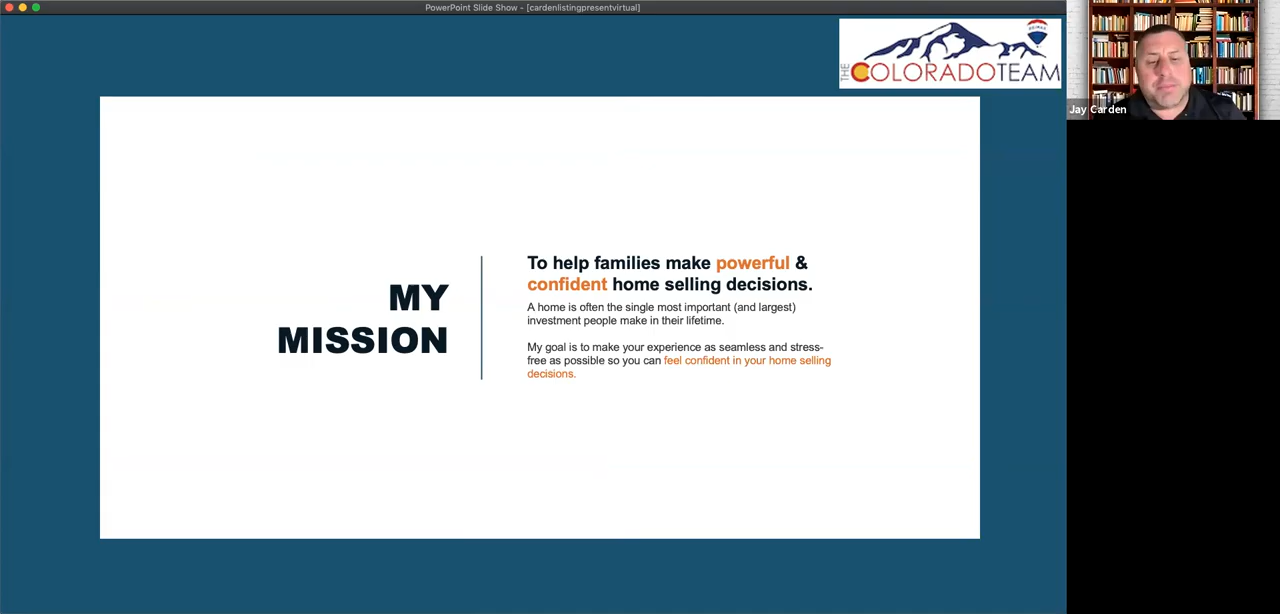 PowerPoint Slide Show - [cardenlistingpresentvirtual]
RE/MAX
THE COLORADOTEAM
Jay Carden
MY
MISSION
To help families make powerful &
confident home selling decisions.
A home is often the single most important (and largest)
investment people make in their lifetime.
My goal is to make your experience as seamless and stress-
free as possible so you can feel confident in your home selling
decisions.